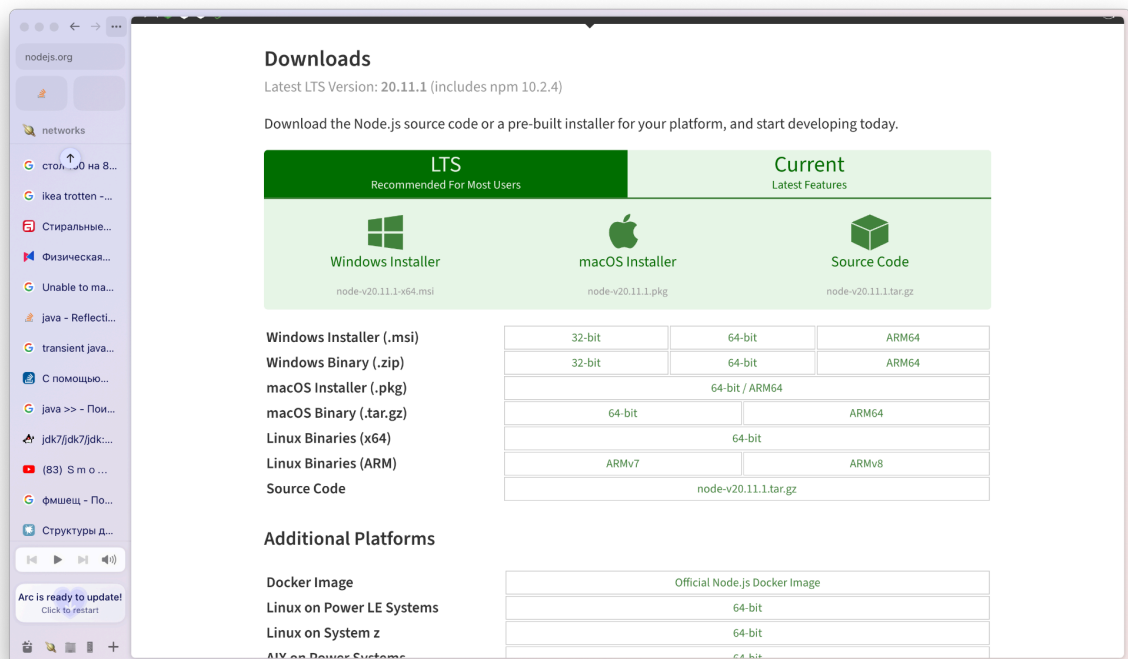 nodejs.org
networks
ikea trotten -...
Стиральные...
Физическая...
Unable to ma...
java - Reflecti...
transient java...
С помощью...
java >> - Пои...
jdk7/jdk7/jdk:...
(83) S m o ...
фмшещ - По...
Структуры д...
Arc is ready to update!
Click to restart
Downloads
Latest LTS Version: 20.11.1 (includes npm 10.2.4)
Download the Node.js source code or a pre-built installer for your platform, and start developing today.
LTS
Recommended For Most Users
Current
Latest Features
Windows Installer
node-v20.11.1-x64.msi
macOS Installer
node-v20.11.1.pkg
Source Code
node-v20.11.1.tar.gz
Windows Installer (.msi) 32-bit 64-bit ARM64
Windows Binary (.zip) 32-bit 64-bit ARM64
macOS Installer (.pkg) 64-bit / ARM64
macOS Binary (.tar.gz) 64-bit ARM64
Linux Binaries (x64) 64-bit
Linux Binaries (ARM) ARMv7 ARMv8
Source Code node-v20.11.1.tar.gz
Additional Platforms
Docker Image Official Node.js Docker Image
Linux on Power LE Systems 64-bit
Linux on System z 64-bit
AIX on Power Systems 64-bit